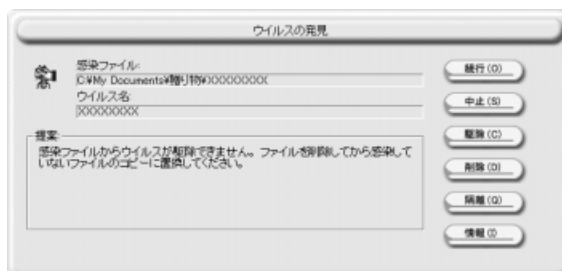 ウイルスの発見
感染ファイル:
C:¥My Documents¥贈り物¥XXXXXXXX
ウイルス名:
XXXXXXXX
提案
感染ファイルからウイルスが駆除できません。ファイルを削除してから感染して
いないファイルのコピーに置換してください。
続行(O)
中止(S)
駆除(C)
削除(D)
隔離(Q)
情報(I)